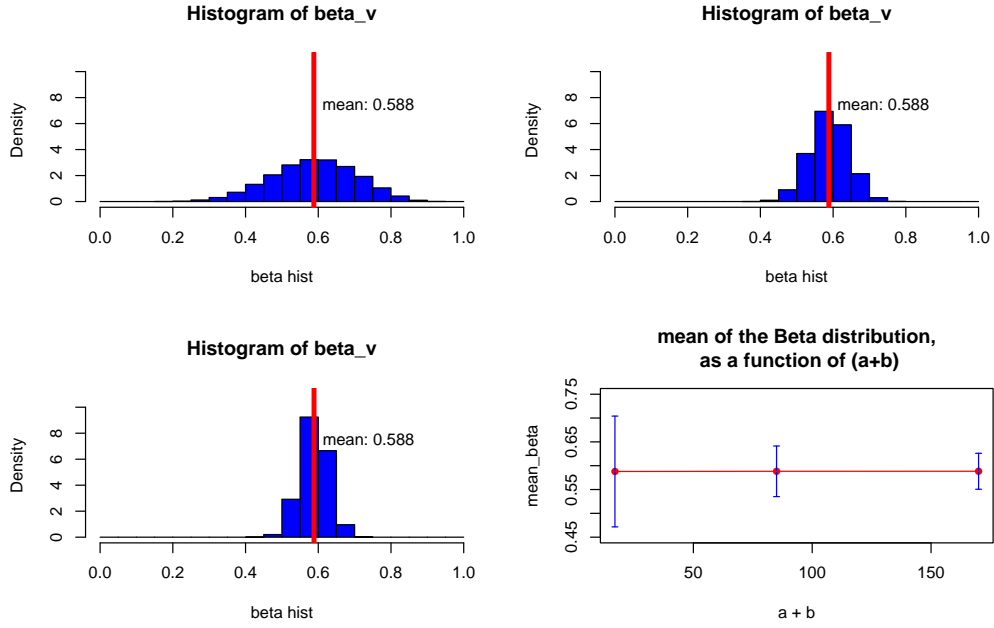 Histogram of beta_v
Density
0 2 4 6 8
mean: 0.588
0.0 0.2 0.4 0.6 0.8 1.0
beta hist
Histogram of beta_v
Density
0 2 4 6 8
mean: 0.588
0.0 0.2 0.4 0.6 0.8 1.0
beta hist
Histogram of beta_v
Density
0 2 4 6 8
mean: 0.588
0.0 0.2 0.4 0.6 0.8 1.0
beta hist
mean of the Beta distribution,
as a function of (a+b)
mean_beta
0.45 0.55 0.65 0.75
50 100 150
a + b